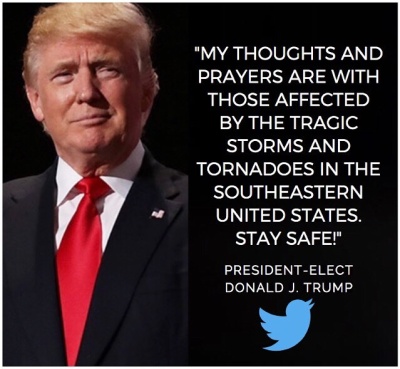 "MY THOUGHTS AND
PRAYERS ARE WITH
THOSE AFFECTED
BY THE TRAGIC
STORMS AND
TORNADOES IN THE
SOUTHEASTERN
UNITED STATES.
STAY SAFE!"
PRESIDENT-ELECT
DONALD J. TRUMP